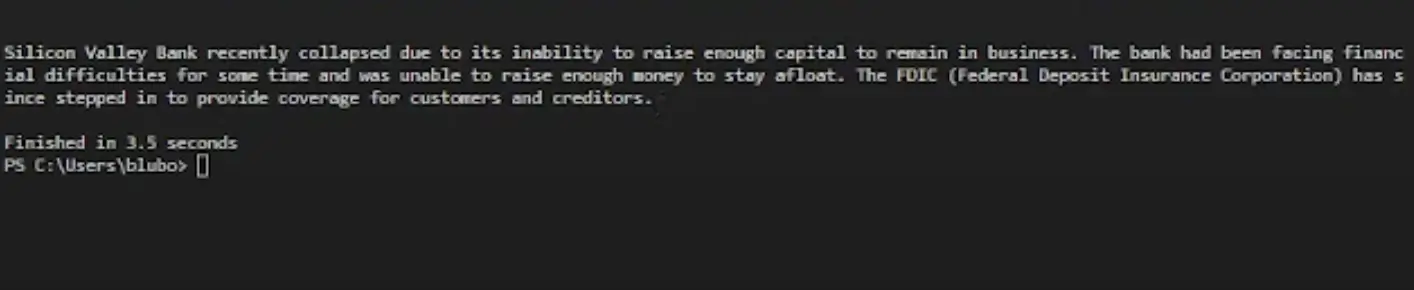 Silicon Valley Bank recently collapsed due to its inability to raise enough capital to remain in business. The bank had been facing financ
ial difficulties for some time and was unable to raise enough money to stay afloat. The FDIC (Federal Deposit Insurance Corporation) has s
ince stepped in to provide coverage for customers and creditors.
Finished in 3.5 seconds
PS C:\Users\blubo>